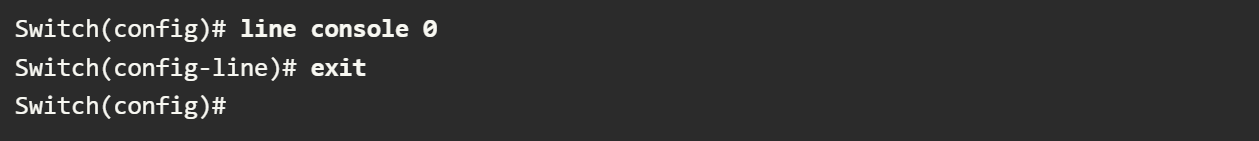 Switch(config)# line console 0
Switch(config-line)# exit
Switch(config)#